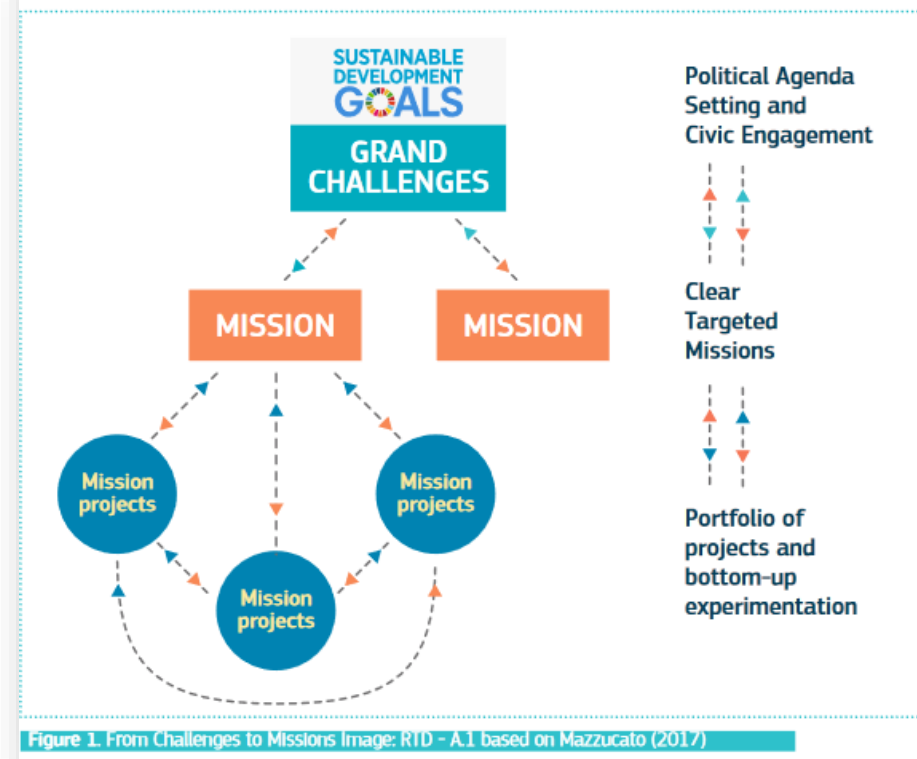 SUSTAINABLE
DEVELOPMENT
GOALS
GRAND
CHALLENGES
MISSION
MISSION
Mission
projects
Mission
projects
Mission
projects
Political Agenda
Setting and
Civic Engagement
Clear
Targeted
Missions
Portfolio of
projects and
bottom-up
experimentation
Figure 1. From Challenges to Missions Image: RTD - A.1 based on Mazzucato (2017)